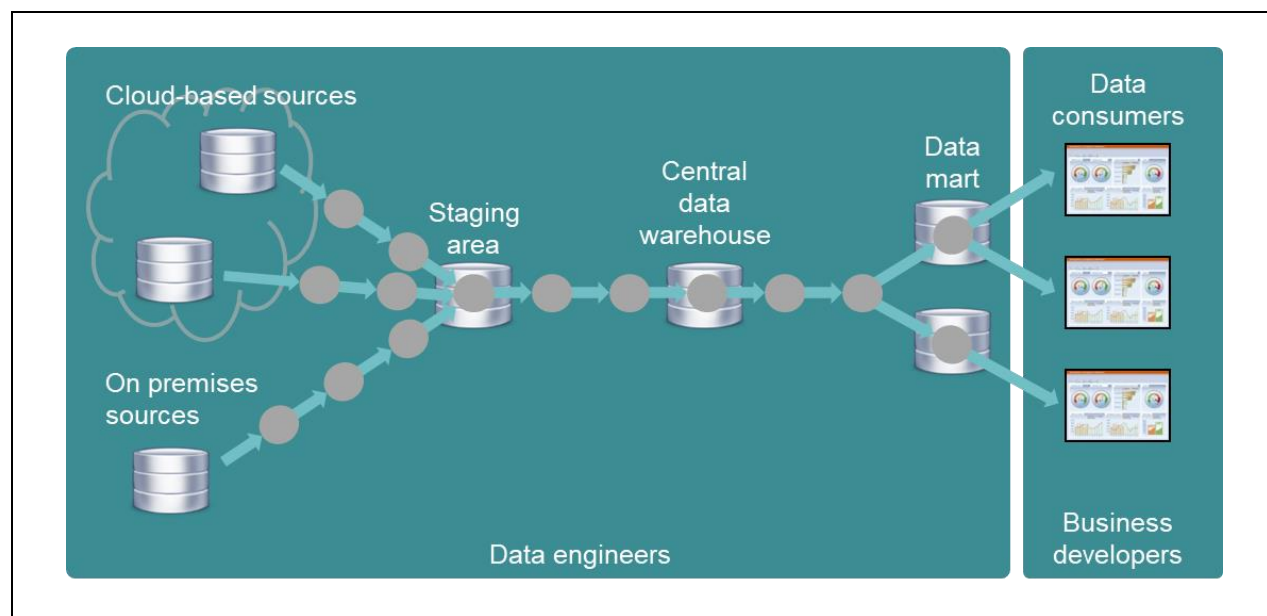 Cloud-based sources
Staging
area
Central
data
warehouse
Data
mart
On premises
sources
Data engineers
Data
consumers
Business
developers